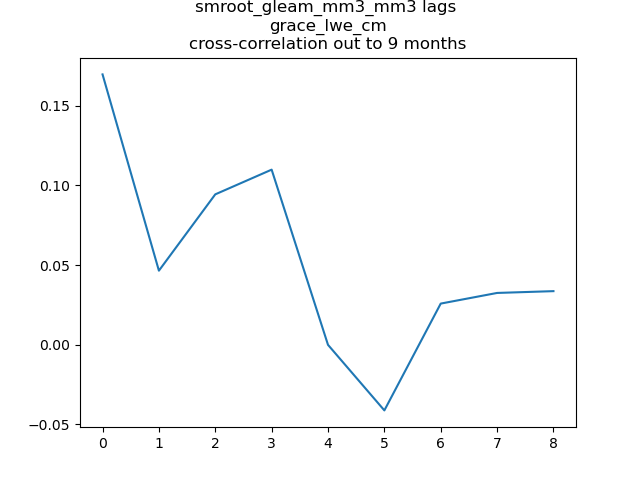 smroot_gleam_mm3_mm3 lags
grace_lwe_cm
cross-correlation out to 9 months
0.15
0.10
0.05
0.00
−0.05
0 1 2 3 4 5 6 7 8